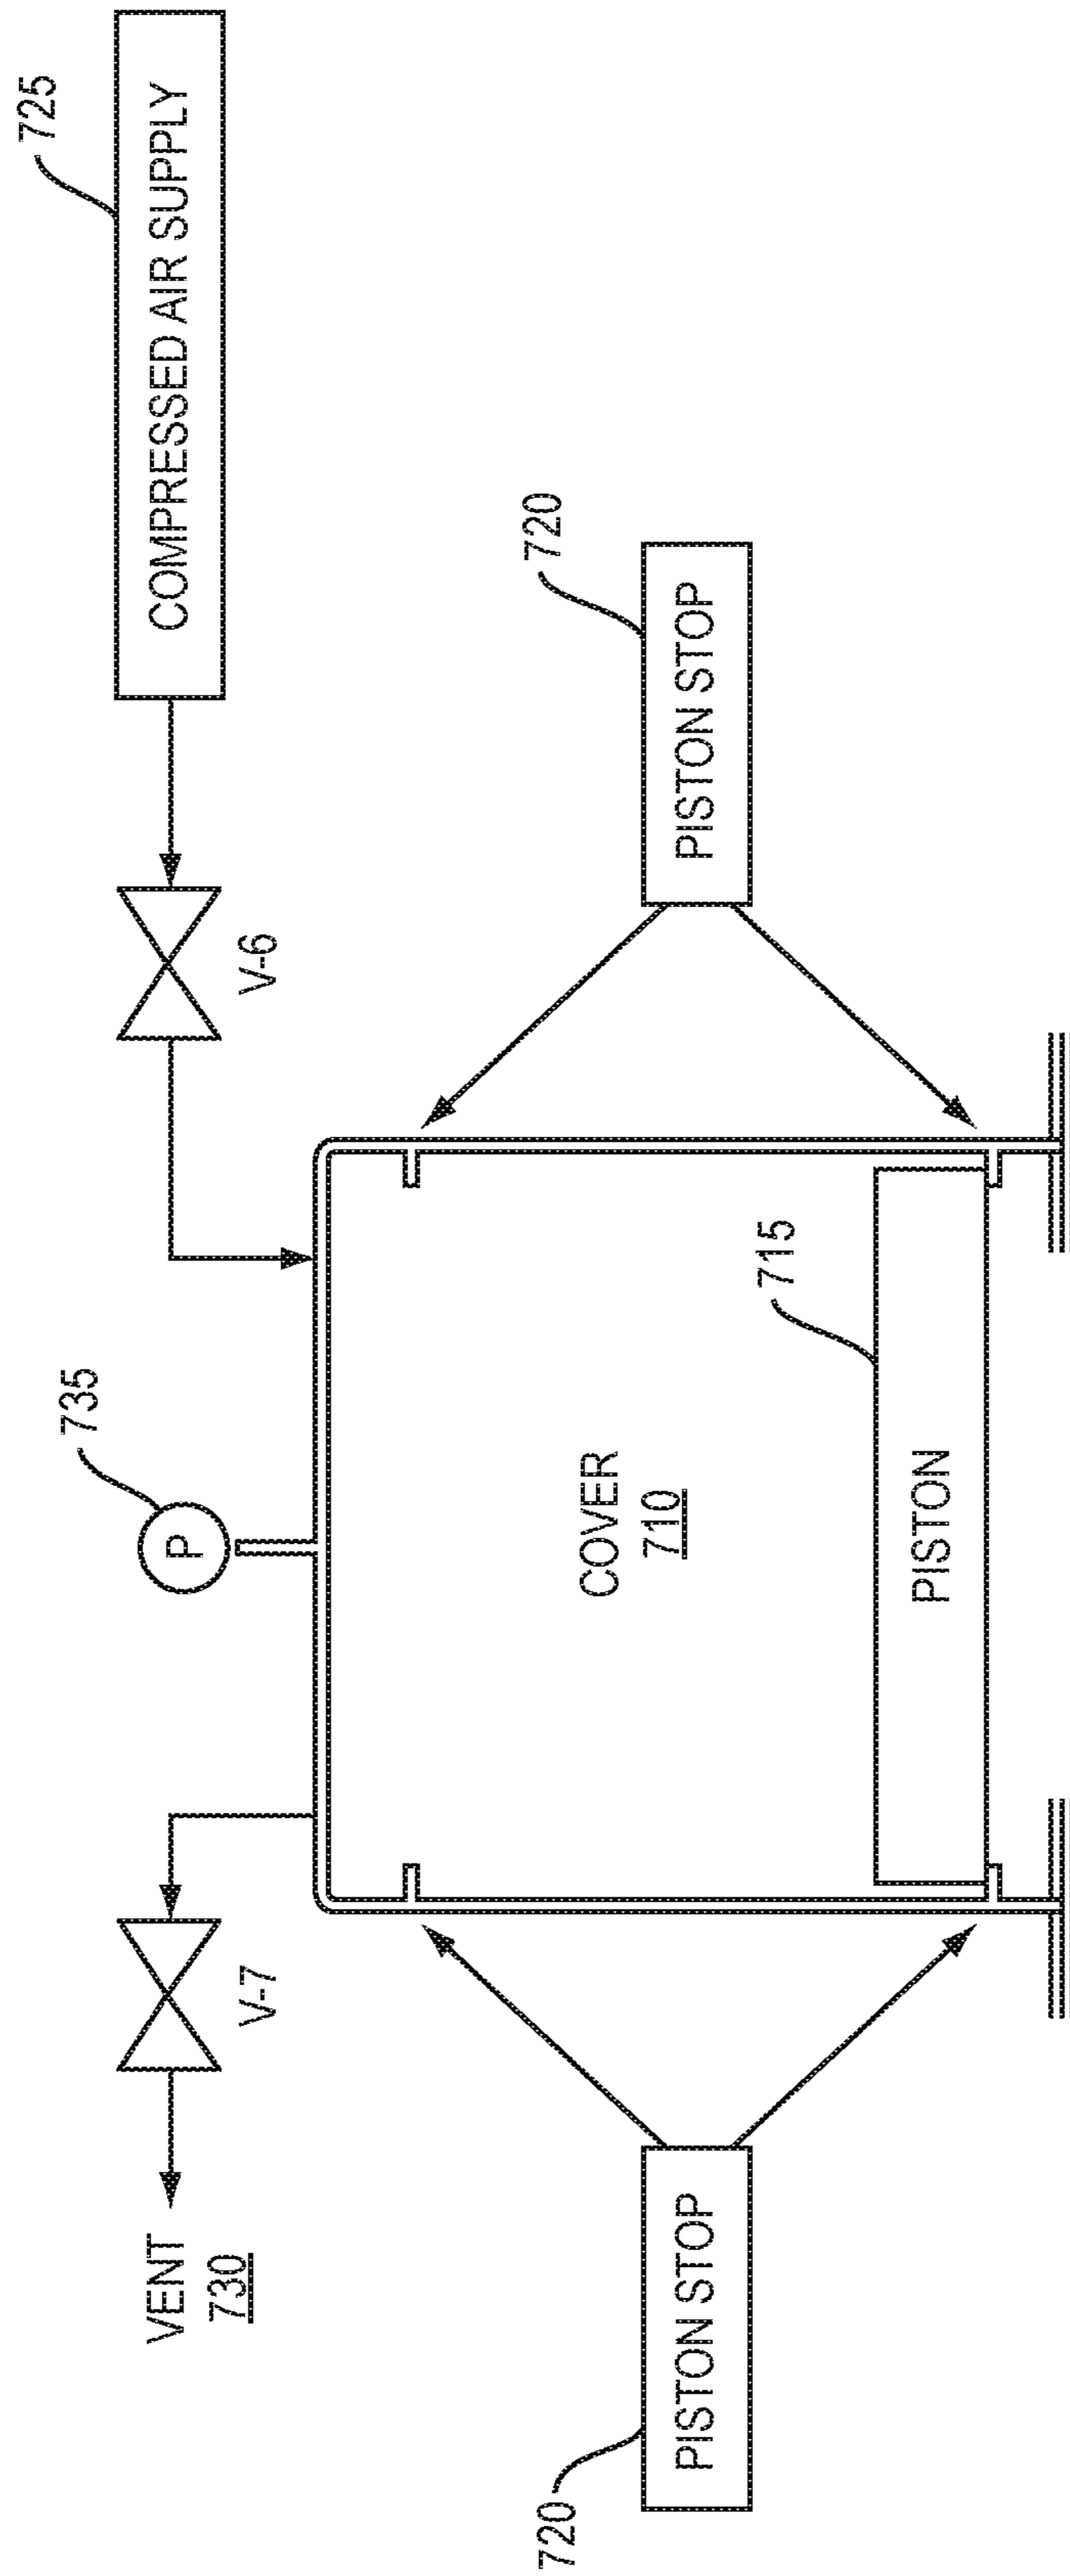 725
COMPRESSED AIR SUPPLY
735
P
V-6
V-7
VENT
730
720
PISTON STOP
720
PISTON STOP
COVER
710
715
PISTON